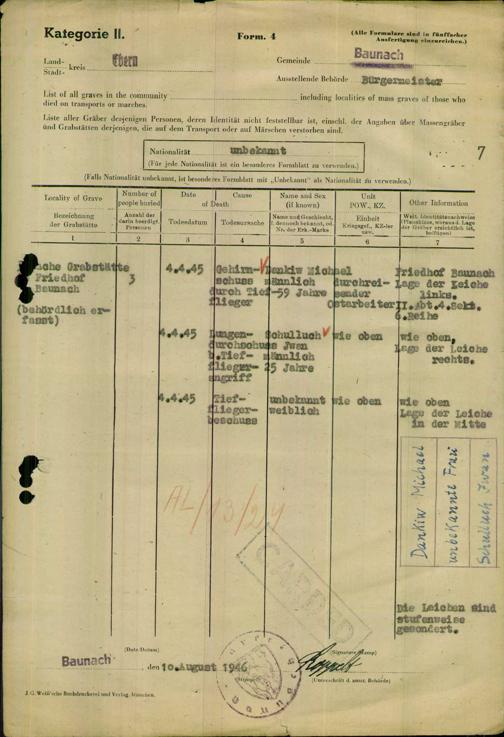 Kategorie II.
Form. 4
(Alle Formulare sind in fünffacher
Ausfertigung einzureichen.)
Land-
Stadt-
kreis Ebern
Gemeinde Baunach
Ausstellende Behörde Bürgermeister
List of all graves in the community including localities of mass graves of those who
died on transports or marches.
Liste aller Gräber derjenigen Personen, deren Identität nicht feststellbar ist, einschl. der Angaben über Massengräber
und Grabstätten derjenigen, die auf dem Transport oder auf Märschen verstorben sind.
Nationalität unbekannt
(Für jede Nationalität ist ein besonderes Formblatt zu verwenden.)
7
(Falls Nationalität unbekannt, ist besonderes Formblatt mit „Unbekannt" als Nationalität zu verwenden.)
Locality of Grave
Bezeichnung
der Grabstätte
1
Number of
people buried
Anzahl der
darin beerdigt.
Personen
2
Date
of Death
Todesdatum
3
Cause
Todesursache
4
Name and Sex
(if known)
Name und Geschlecht,
falls bekannt, od.
Nr. der Erk.-Marke
5
Unit
POW., KZ.
Einheit
Kriegsgef., KZ-ler
usw.
6
Other Information
7
Grabstätte
Friedhof
Baunach
(behördlich er-
fasst)
3
4.4.45
Gehirn-
schuss
durch Tief-
flieger
Dankiw Michael
männlich
59 Jahre
durchrei-
sender
Ostarbeiter
Friedhof Baunach
Lage der Leiche
links.
II. Abt. 4. Sekt.
6. Reihe
4.4.45
Lungen-
durchschuss
b. Tief-
flieger-
angriff
Schulluch
Jwan
männlich
25 Jahre
wie oben
wie oben,
Lage der Leiche
rechts.
4.4.45
Tief-
flieger-
beschuss
unbekannt
weiblich
wie oben
wie oben
Lage der Leiche
in der Mitte
Dankiw Michael
unbekannte Frau
Schulluch Iwan
AL/13/24
CARDED
Die Leichen sind
stufenweise
gesondert.
(Date-Datum)
Baunach, den 10. August 1946
(Signature-Stamp)
(Unterschrift d. ausst. Behörde)
J. G. Weiß'sche Buchdruckerei und Verlag, München.